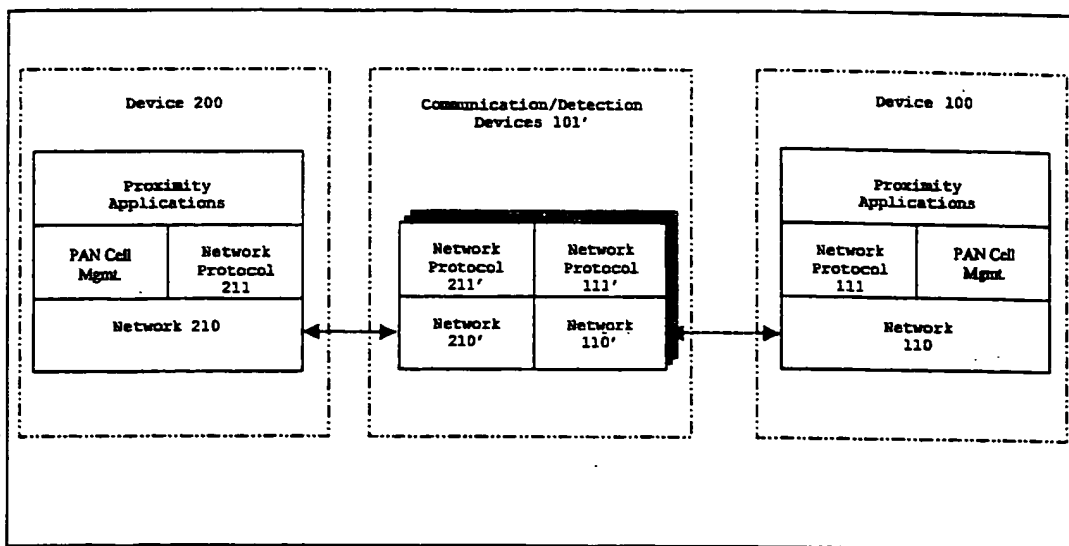 Device 200
Proximity
Applications
PAN Cell
Mgmt.
Network
Protocol
211
Network 210
Communication/Detection
Devices 101'
Network
Protocol
211'
Network
Protocol
111'
Network
210'
Network
110'
Device 100
Proximity
Applications
Network
Protocol
111
PAN Cell
Mgmt.
Network
110